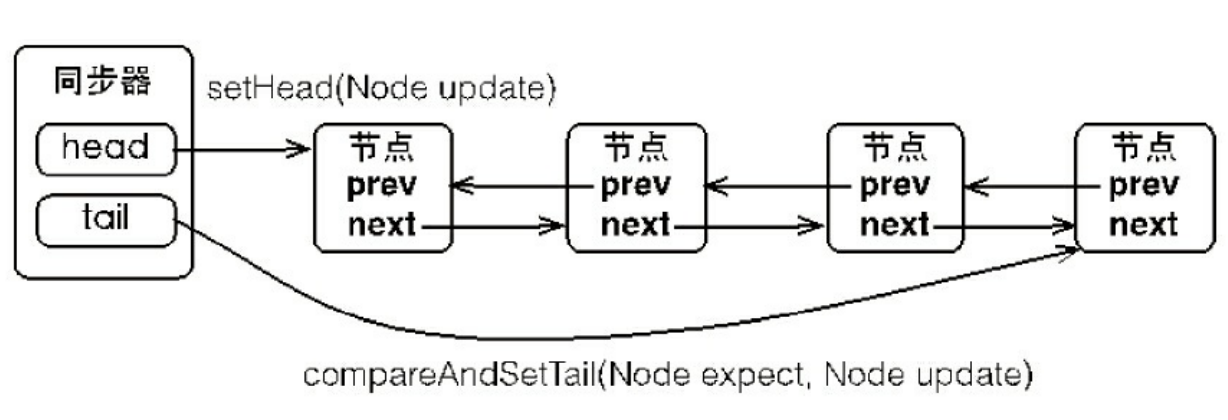 同步器
head
tail
setHead(Node update)
节点
prev
next
节点
prev
next
节点
prev
next
节点
prev
next
compareAndSetTail(Node expect, Node update)